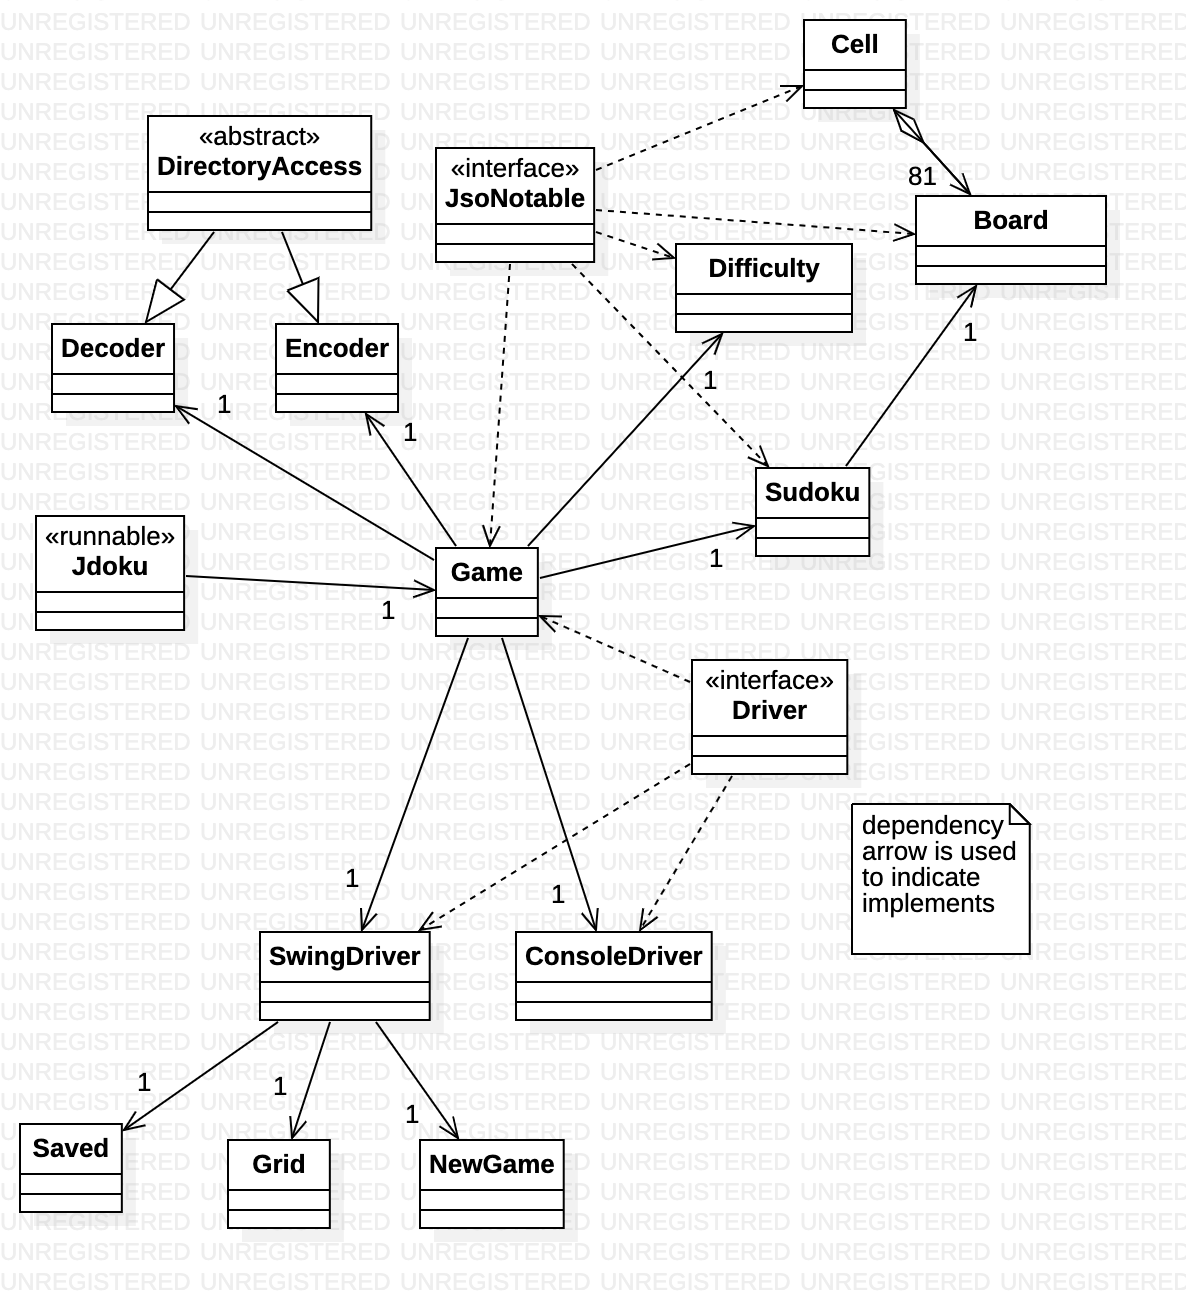 Cell
«abstract»
DirectoryAccess
«interface»
JsoNotable
81
Board
Difficulty
1
Decoder
Encoder
1
1
1
Sudoku
«runnable»
Jdoku
1
Game
1
«interface»
Driver
dependency
arrow is used
to indicate
implements
1
1
SwingDriver
ConsoleDriver
1
1
1
Saved
Grid
NewGame
UNREGISTERED